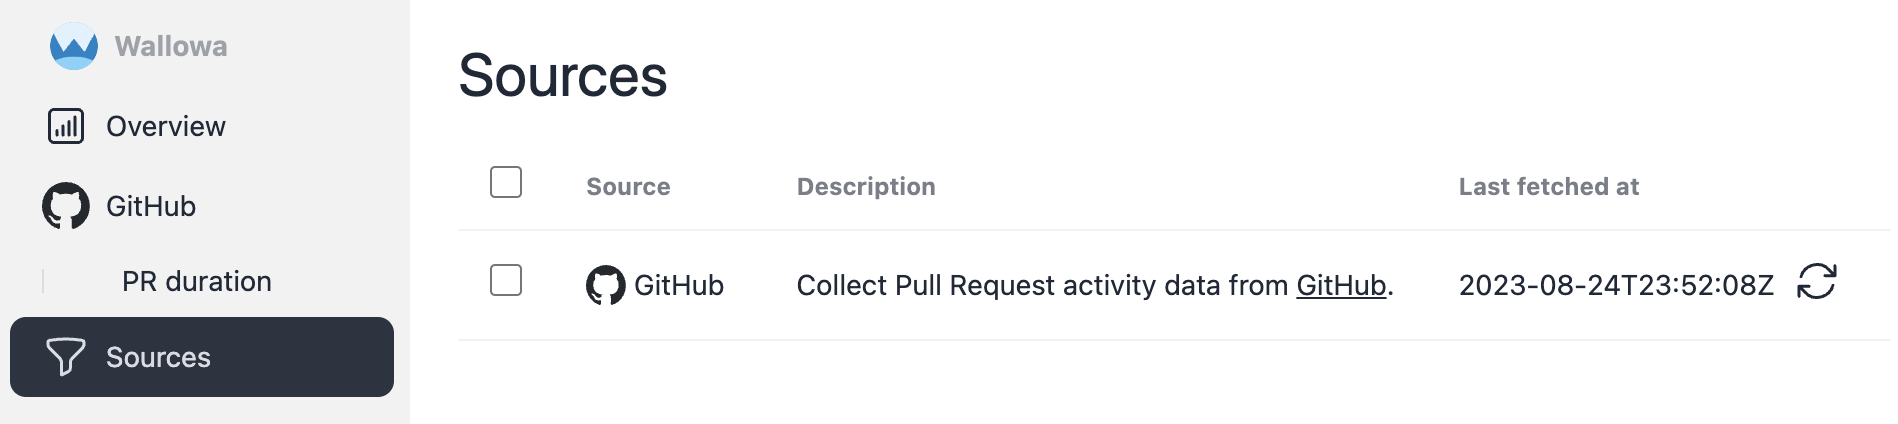 Wallowa
Overview
GitHub
PR duration
Sources
Sources
Source Description Last fetched at
GitHub Collect Pull Request activity data from GitHub. 2023-08-24T23:52:08Z